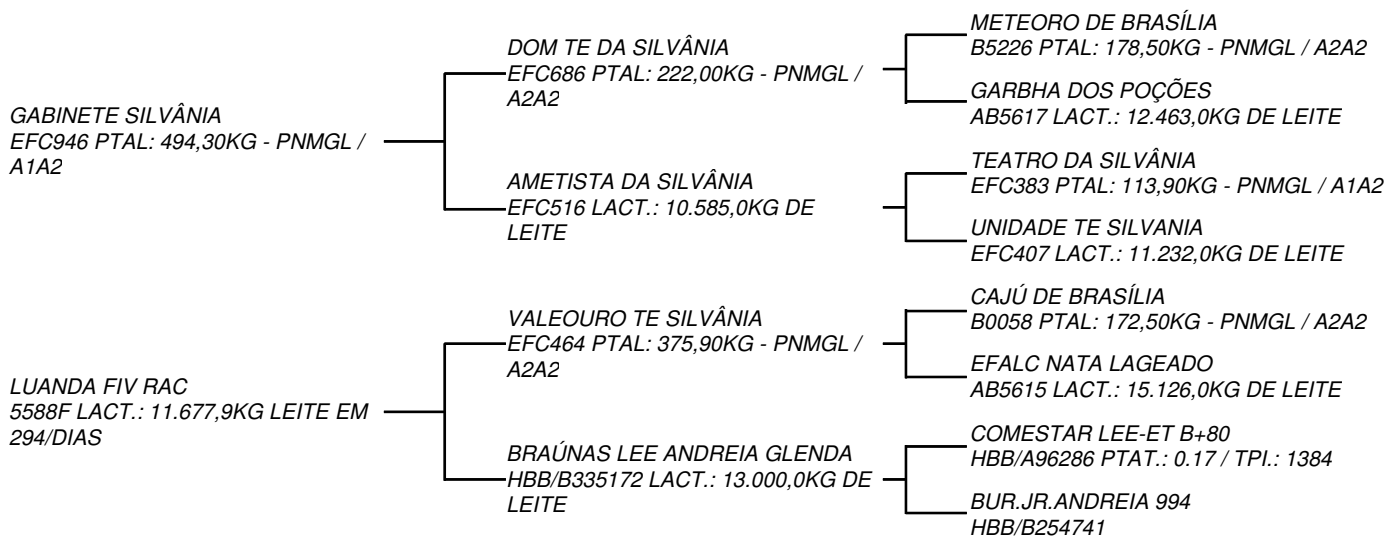 GABINETE SILVÂNIA
EFC946 PTAL: 494,30KG - PNMGL /
A1A2
DOM TE DA SILVÂNIA
EFC686 PTAL: 222,00KG - PNMGL /
A2A2
METEORO DE BRASÍLIA
B5226 PTAL: 178,50KG - PNMGL / A2A2
GARBHA DOS POÇÕES
AB5617 LACT.: 12.463,0KG DE LEITE
AMETISTA DA SILVÂNIA
EFC516 LACT.: 10.585,0KG DE
LEITE
TEATRO DA SILVÂNIA
EFC383 PTAL: 113,90KG - PNMGL / A1A2
UNIDADE TE SILVANIA
EFC407 LACT.: 11.232,0KG DE LEITE
LUANDA FIV RAC
5588F LACT.: 11.677,9KG LEITE EM
294/DIAS
VALEOURO TE SILVÂNIA
EFC464 PTAL: 375,90KG - PNMGL /
A2A2
CAJÚ DE BRASÍLIA
B0058 PTAL: 172,50KG - PNMGL / A2A2
EFALC NATA LAGEADO
AB5615 LACT.: 15.126,0KG DE LEITE
BRAÚNAS LEE ANDREIA GLENDA
HBB/B335172 LACT.: 13.000,0KG DE
LEITE
COMESTAR LEE-ET B+80
HBB/A96286 PTAT.: 0.17 / TPI.: 1384
BUR.JR.ANDREIA 994
HBB/B254741